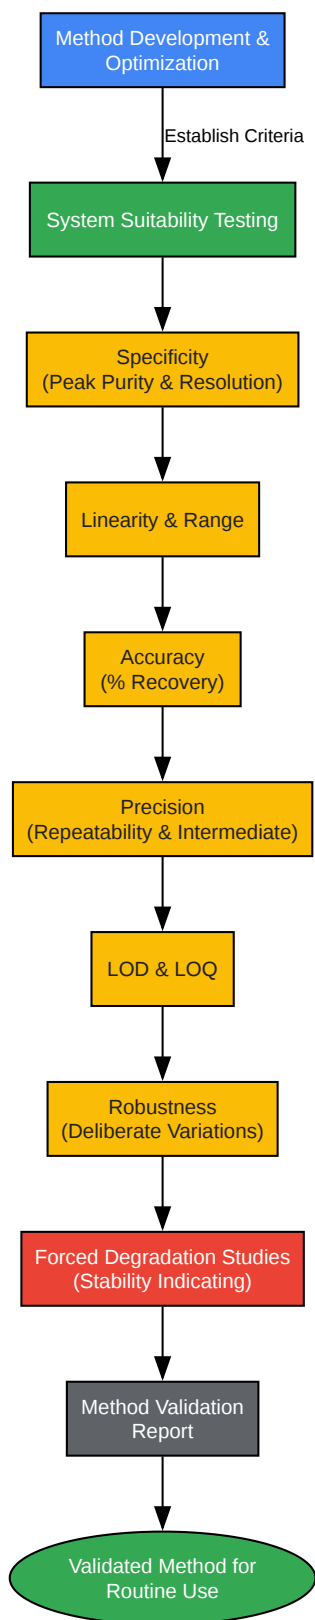 Method Development &
Optimization
Establish Criteria
System Suitability Testing
Specificity
(Peak Purity & Resolution)
Linearity & Range
Accuracy
(% Recovery)
Precision
(Repeatability & Intermediate)
LOD & LOQ
Robustness
(Deliberate Variations)
Forced Degradation Studies
(Stability Indicating)
Method Validation
Report
Validated Method for
Routine Use